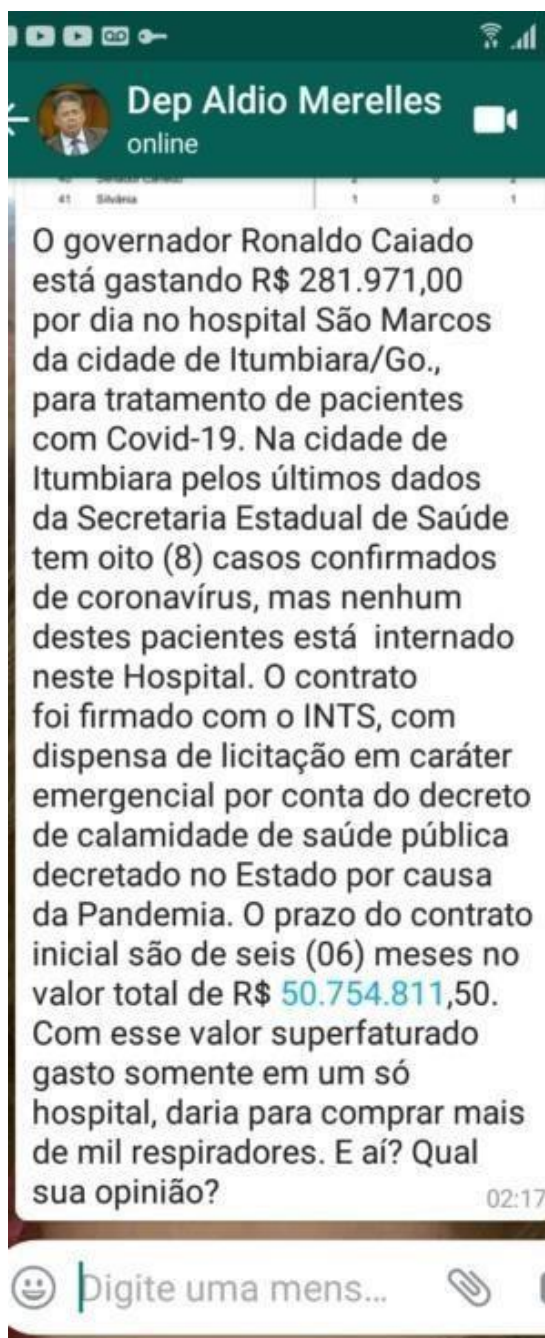 Dep Aldio Merelles
online
41 Silvânia 1 0 1
O governador Ronaldo Caiado
está gastando R$ 281.971,00
por dia no hospital São Marcos
da cidade de Itumbiara/Go.,
para tratamento de pacientes
com Covid-19. Na cidade de
Itumbiara pelos últimos dados
da Secretaria Estadual de Saúde
tem oito (8) casos confirmados
de coronavírus, mas nenhum
destes pacientes está  internado
neste Hospital. O contrato
foi firmado com o INTS, com
dispensa de licitação em caráter
emergencial por conta do decreto
de calamidade de saúde pública
decretado no Estado por causa
da Pandemia. O prazo do contrato
inicial são de seis (06) meses no
valor total de R$ 50.754.811,50.
Com esse valor superfaturado
gasto somente em um só
hospital, daria para comprar mais
de mil respiradores. E aí? Qual
sua opinião?
02:17
Digite uma mens...